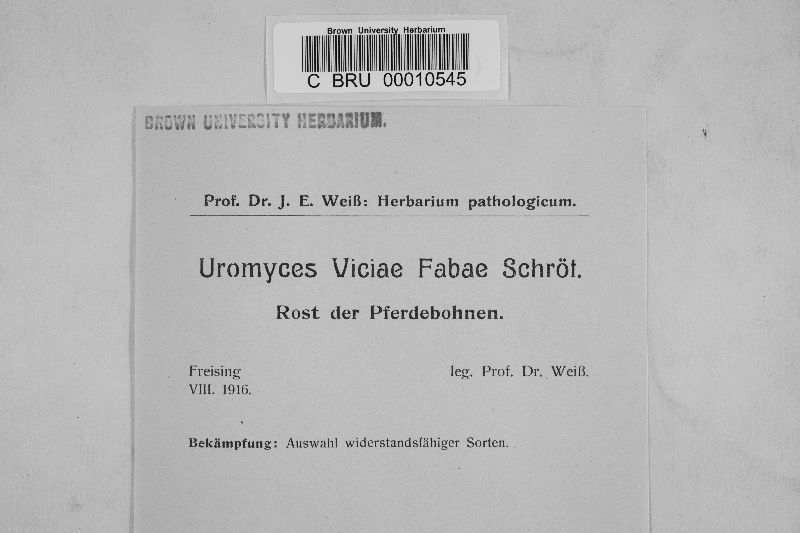 Brown University Herbarium
C BRU 00010545
BROWN UNIVERSITY HERBARIUM.
Prof. Dr. J. E. Weiß: Herbarium pathologicum.
Uromyces Viciae Fabae Schröt.
Rost der Pferdebohnen.
Freising leg. Prof. Dr. Weiß.
VIII. 1916.
Bekämpfung: Auswahl widerstandsfähiger Sorten.